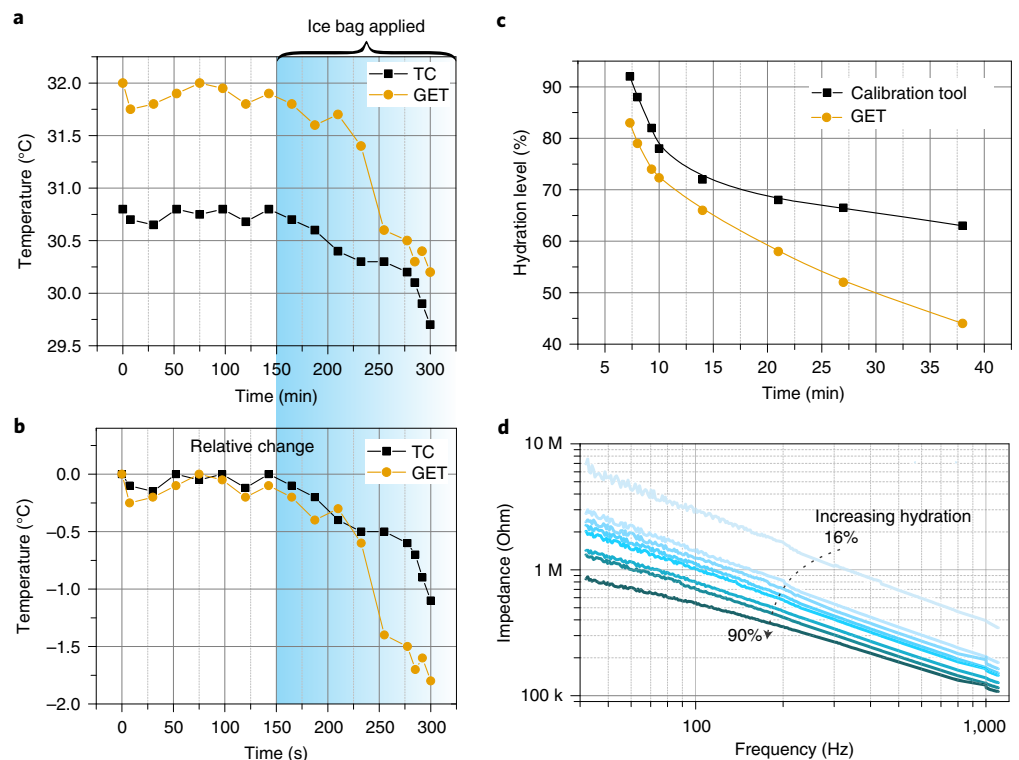 a
Ice bag applied
32.0
31.5
31.0
30.5
30.0
29.5
Temperature (°C)
TC
GET
0 50 100 150 200 250 300
Time (min)
b
Relative change
0.0
–0.5
–1.0
–1.5
–2.0
Temperature (°C)
TC
GET
0 50 100 150 200 250 300
Time (s)
c
90
80
70
60
50
40
Hydration level (%)
Calibration tool
GET
5 10 15 20 25 30 35 40
Time (min)
d
10 M
1 M
100 k
Impedance (Ohm)
Increasing hydration
16%
90%
100 1,000
Frequency (Hz)